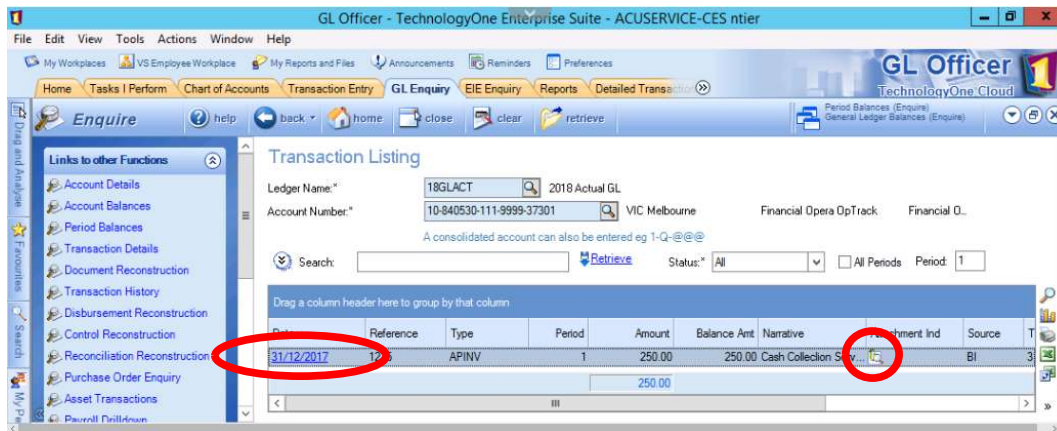 GL Officer - TechnologyOne Enterprise Suite - ACUSERVICE-CES ntier
File Edit View Tools Actions Window Help
My Workplaces VS Employee Workplace My Reports and Files Announcements Reminders Preferences
GL Officer
TechnologyOne Cloud
Home Tasks I Perform Chart of Accounts Transaction Entry GL Enquiry EIE Enquiry Reports Detailed Transaction
Enquire help back home close clear retrieve
Period Balances (Enquire)
General Ledger Balances (Enquire)
Drag and Analyse
Favourites
Search
My Pe
Links to other Functions
Account Details
Account Balances
Period Balances
Transaction Details
Document Reconstruction
Transaction History
Disbursement Reconstruction
Control Reconstruction
Reconciliation Reconstruction
Purchase Order Enquiry
Asset Transactions
Payroll Drilldown
Transaction Listing
Ledger Name:* 18GLACT 2018 Actual GL
Account Number:* 10-840530-111-9999-37301 VIC Melbourne Financial Opera OpTrack Financial O...
A consolidated account can also be entered eg 1-Q-@@@
Search: Retrieve Status:* All All Periods Period: 1
Drag a column header here to group by that column
Reference Type Period Amount Balance Amt Narrative Attachment Ind Source T
31/12/2017 APINV 1 250.00 250.00 Cash Collection Serv... BI 3
250.00